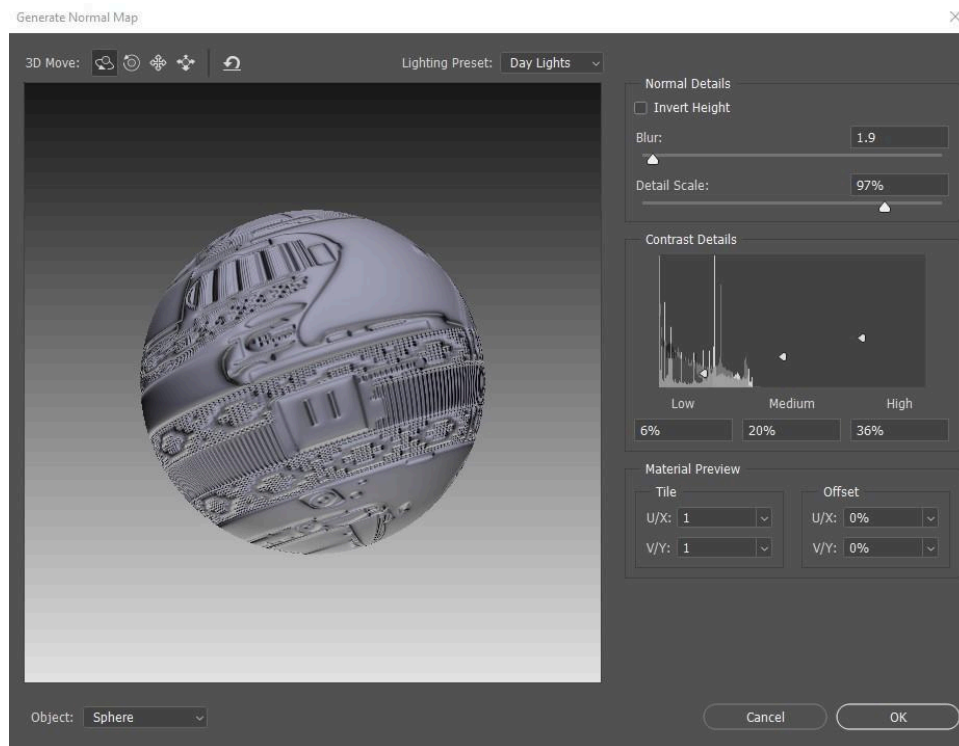 Generate Normal Map
3D Move:
Lighting Preset: Day Lights
Normal Details
Invert Height
Blur: 1.9
Detail Scale: 97%
Contrast Details
Low Medium High
6% 20% 36%
Material Preview
Tile Offset
U/X: 1 U/X: 0%
V/Y: 1 V/Y: 0%
Object: Sphere
Cancel OK